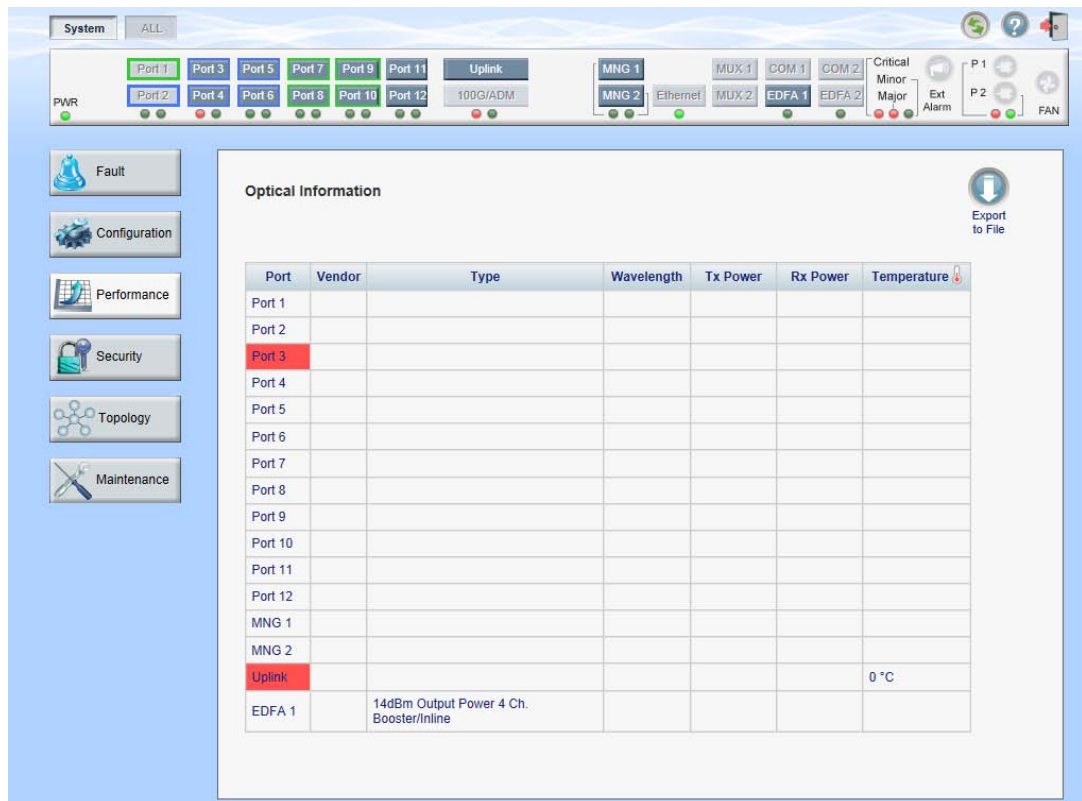 System ALL
Port 1 Port 3 Port 5 Port 7 Port 9 Port 11 Uplink MNG 1 MUX 1 COM 1 COM 2 Critical P 1
Minor
PWR Port 2 Port 4 Port 6 Port 8 Port 10 Port 12 100G/ADM MNG 2 Ethernet MUX 2 EDFA 1 EDFA 2 Major Ext Alarm P 2 FAN
Fault
Configuration
Performance
Security
Topology
Maintenance
Optical Information
Export
to File
Port Vendor Type Wavelength Tx Power Rx Power Temperature
Port 1
Port 2
Port 3
Port 4
Port 5
Port 6
Port 7
Port 8
Port 9
Port 10
Port 11
Port 12
MNG 1
MNG 2
Uplink 0 °C
EDFA 1 14dBm Output Power 4 Ch.
Booster/Inline